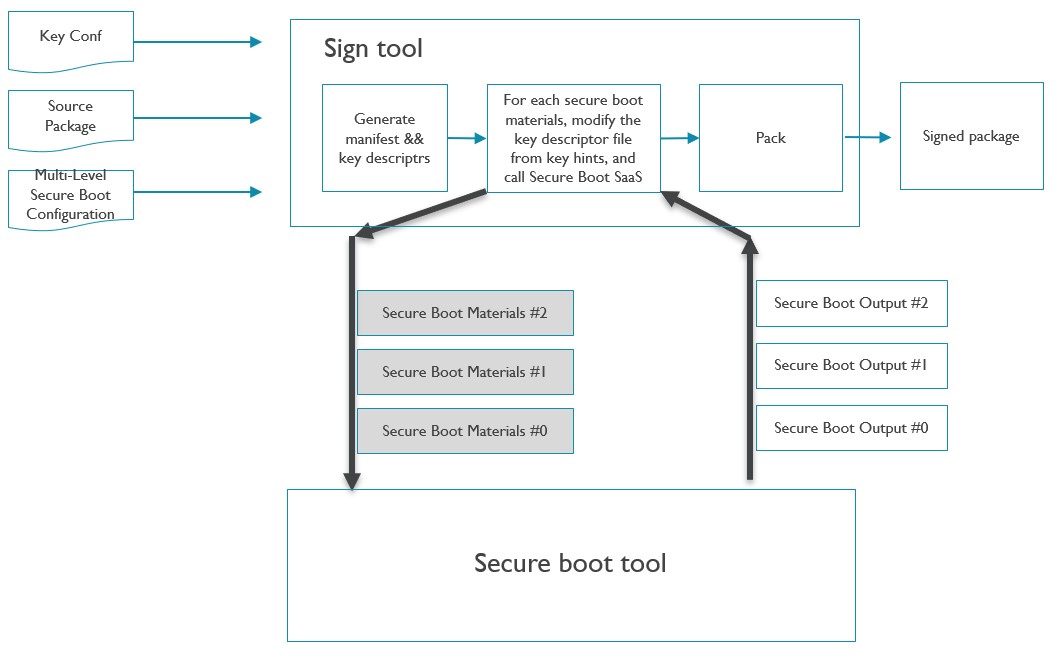 Key Conf
Source
Package
Multi-Level
Secure Boot
Configuration
Sign tool
Generate
manifest &&
key descriptrs
For each secure boot
materials, modify the
key descriptor file
from key hints, and
call Secure Boot SaaS
Pack
Signed package
Secure Boot Materials #2
Secure Boot Materials #1
Secure Boot Materials #0
Secure Boot Output #2
Secure Boot Output #1
Secure Boot Output #0
Secure boot tool